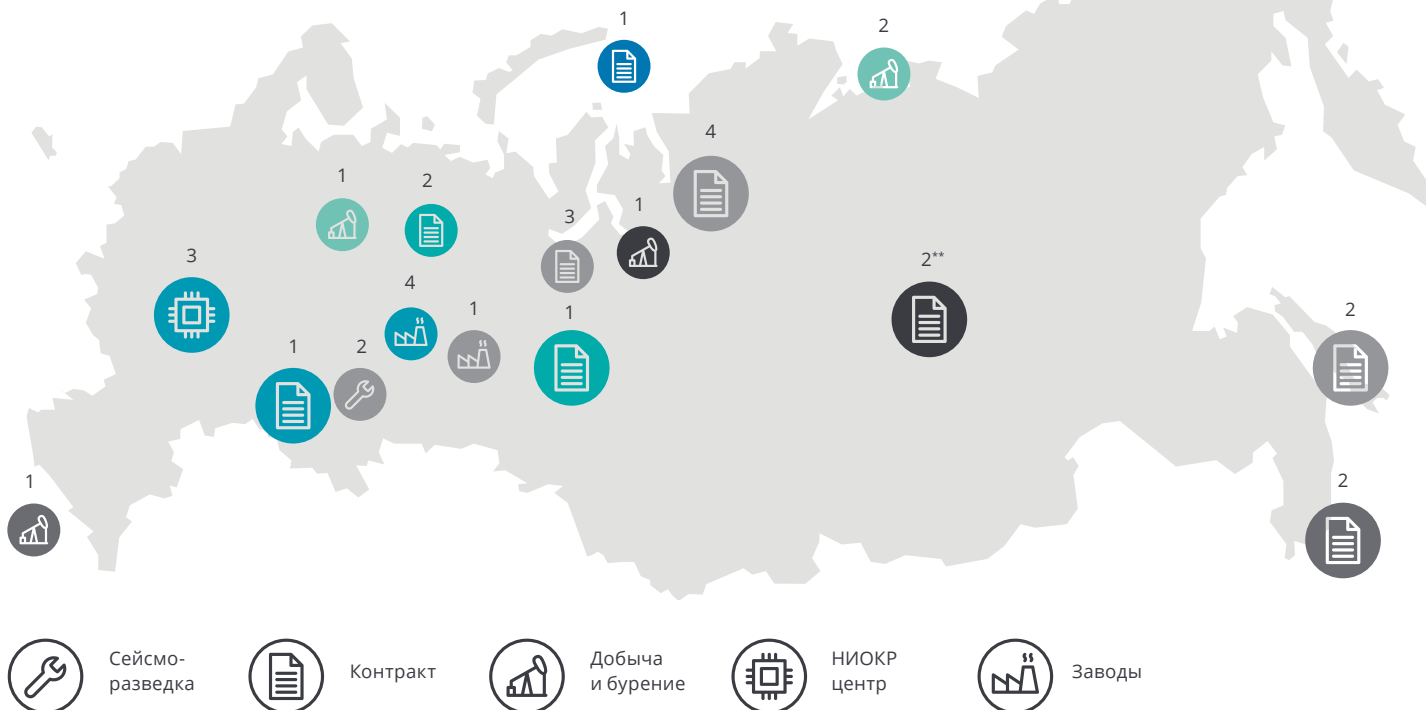 1
2
4
1
2
3
1
3
2**
4
1
1
2
1
2
1
2
Сейсмо-
разведка
Контракт
Добыча
и бурение
НИОКР
центр
Заводы